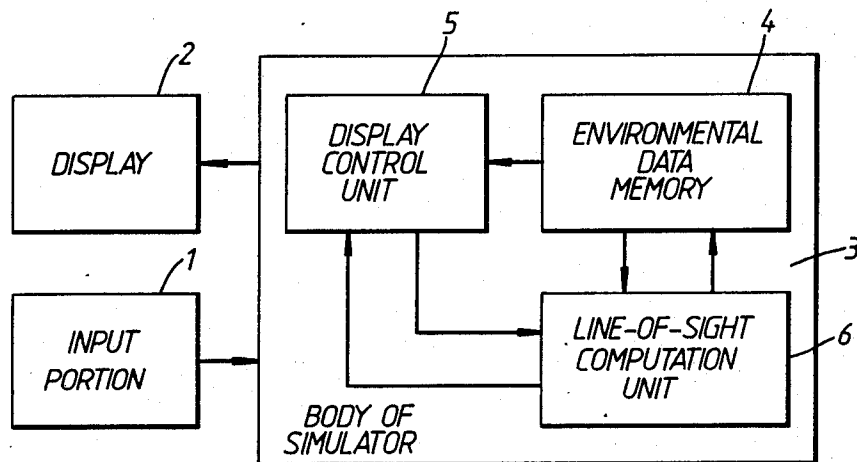 5
4
2
DISPLAY
CONTROL
UNIT
ENVIRONMENTAL
DATA
MEMORY
DISPLAY
1
3
INPUT
PORTION
LINE-OF-SIGHT
COMPUTATION
UNIT
6
BODY OF
SIMULATOR